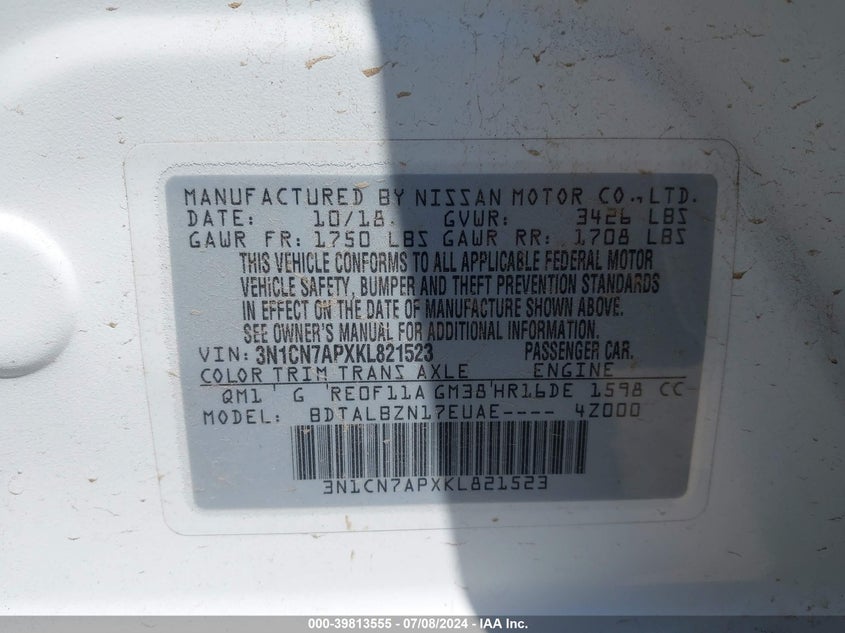 MANUFACTURED BY NISSAN MOTOR CO., LTD.
DATE: 10/18 GVWR: 3426 LBS
GAWR FR: 1750 LBS GAWR RR: 1708 LBS
THIS VEHICLE CONFORMS TO ALL APPLICABLE FEDERAL MOTOR
VEHICLE SAFETY, BUMPER AND THEFT PREVENTION STANDARDS
IN EFFECT ON THE DATE OF MANUFACTURE SHOWN ABOVE.
SEE OWNER'S MANUAL FOR ADDITIONAL INFORMATION.
VIN: 3N1CN7APXKL821523 PASSENGER CAR.
COLOR TRIM TRANS AXLE ENGINE
QM1 G RE0F11A GM38 HR16DE 1598 CC
MODEL: BDTALBZN17EUAE---- 4Z000
3N1CN7APXKL821523
000-39813555 - 07/08/2024 - IAA Inc.